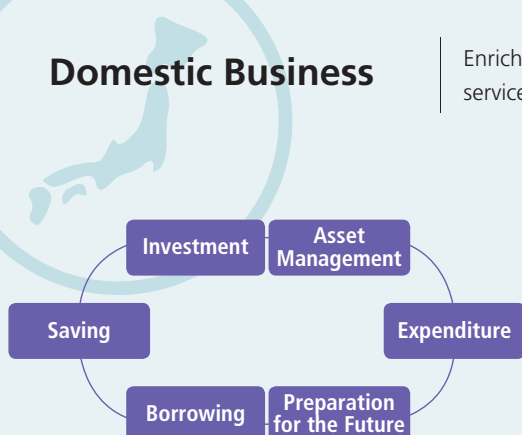 Domestic Business
Enrich
service
Investment
Asset
Management
Saving
Expenditure
Borrowing
Preparation
for the Future